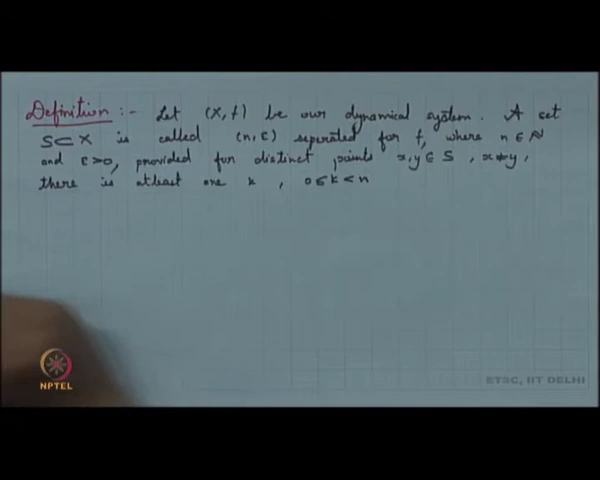 Definition :- Let (X, f) be our dynamical system. A set
S ⊂ X is called (n, ε) seperated for f, where n ∈ ℕ
and ε>0, provided for distinct points x, y ∈ S, x ≠ y,
there is atleast one k, 0 ≤ k < n
NPTEL
ETSC, IIT DELHI